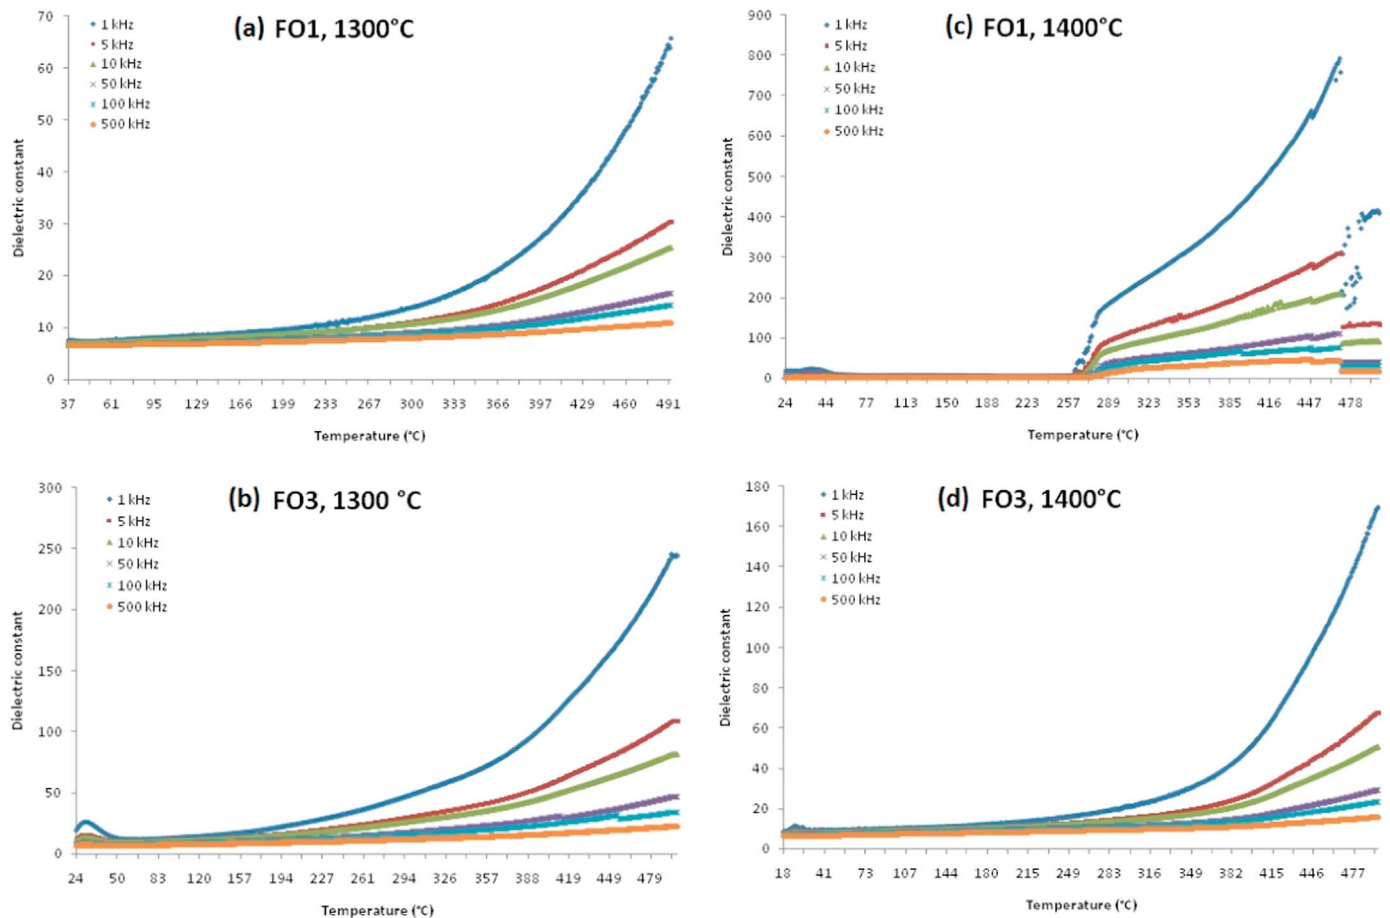 (a) FO1, 1300°C
1 kHz
5 kHz
10 kHz
50 kHz
100 kHz
500 kHz
70
60
50
40
30
20
10
0
Dielectric constant
37 61 95 129 166 199 233 267 300 333 366 397 429 460 491
Temperature (°C)
(c) FO1, 1400°C
1 kHz
5 kHz
10 kHz
50 kHz
100 kHz
500 kHz
900
800
700
600
500
400
300
200
100
0
Dielectric constant
24 44 77 113 150 188 223 257 289 323 353 385 416 447 478
Temperature (°C)
(b) FO3, 1300 °C
1 kHz
5 kHz
10 kHz
50 kHz
100 kHz
500 kHz
300
250
200
150
100
50
0
Dielectric constant
24 50 83 120 157 194 227 261 294 326 357 388 419 449 479
Temperature (°C)
(d) FO3, 1400°C
1 kHz
5 kHz
10 kHz
50 kHz
100 kHz
500 kHz
180
160
140
120
100
80
60
40
20
0
Dielectric constant
18 41 73 107 144 180 215 249 283 316 349 382 415 446 477
Temperature (°C)